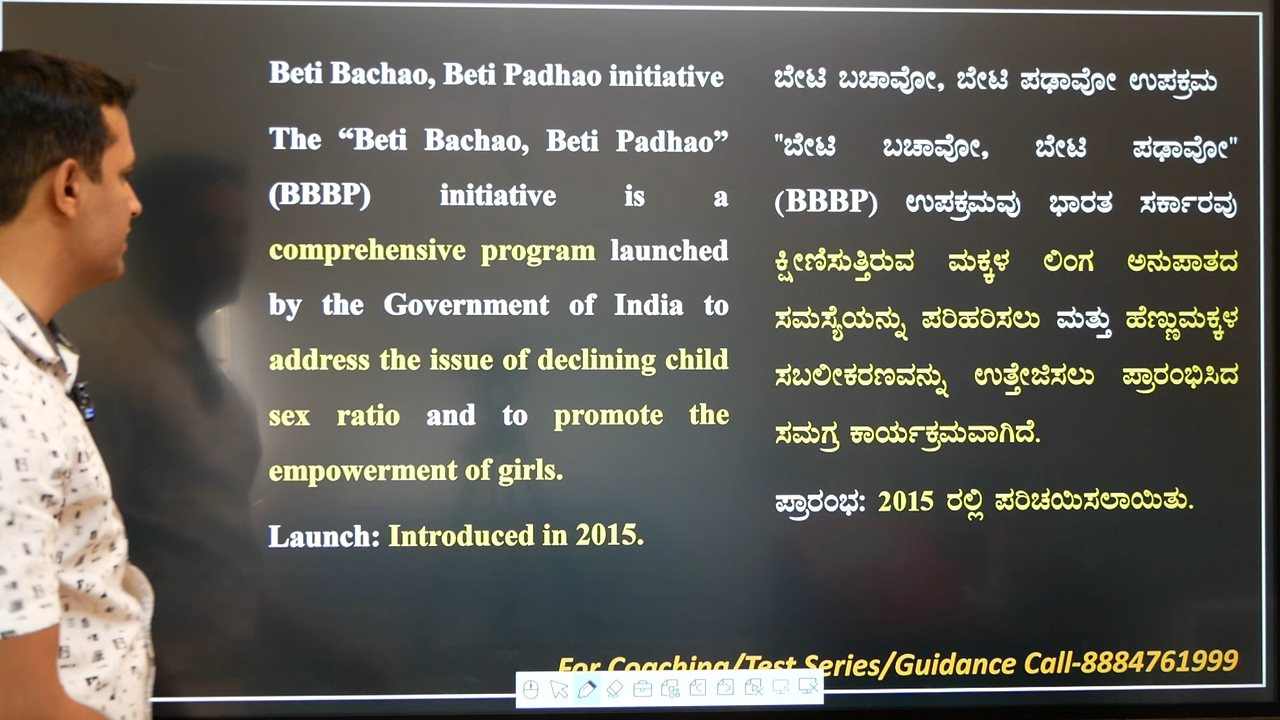 Beti Bachao, Beti Padhao initiative
The “Beti Bachao, Beti Padhao”
(BBBP) initiative is a
comprehensive program launched
by the Government of India to
address the issue of declining child
sex ratio and to promote the
empowerment of girls.
Launch: Introduced in 2015.
ಬೇಟಿ ಬಚಾವೋ, ಬೇಟಿ ಪಢಾವೋ ಉಪಕ್ರಮ
"ಬೇಟಿ ಬಚಾವೋ, ಬೇಟಿ ಪಢಾವೋ"
(BBBP) ಉಪಕ್ರಮವು ಭಾರತ ಸರ್ಕಾರವು
ಕ್ಷೀಣಿಸುತ್ತಿರುವ ಮಕ್ಕಳ ಲಿಂಗ ಅನುಪಾತದ
ಸಮಸ್ಯೆಯನ್ನು ಪರಿಹರಿಸಲು ಮತ್ತು ಹೆಣ್ಣುಮಕ್ಕಳ
ಸಬಲೀಕರಣವನ್ನು ಉತ್ತೇಜಿಸಲು ಪ್ರಾರಂಭಿಸಿದ
ಸಮಗ್ರ ಕಾರ್ಯಕ್ರಮವಾಗಿದೆ.
ಪ್ರಾರಂಭ: 2015 ರಲ್ಲಿ ಪರಿಚಯಿಸಲಾಯಿತು.
For Coaching/Test Series/Guidance Call-8884761999